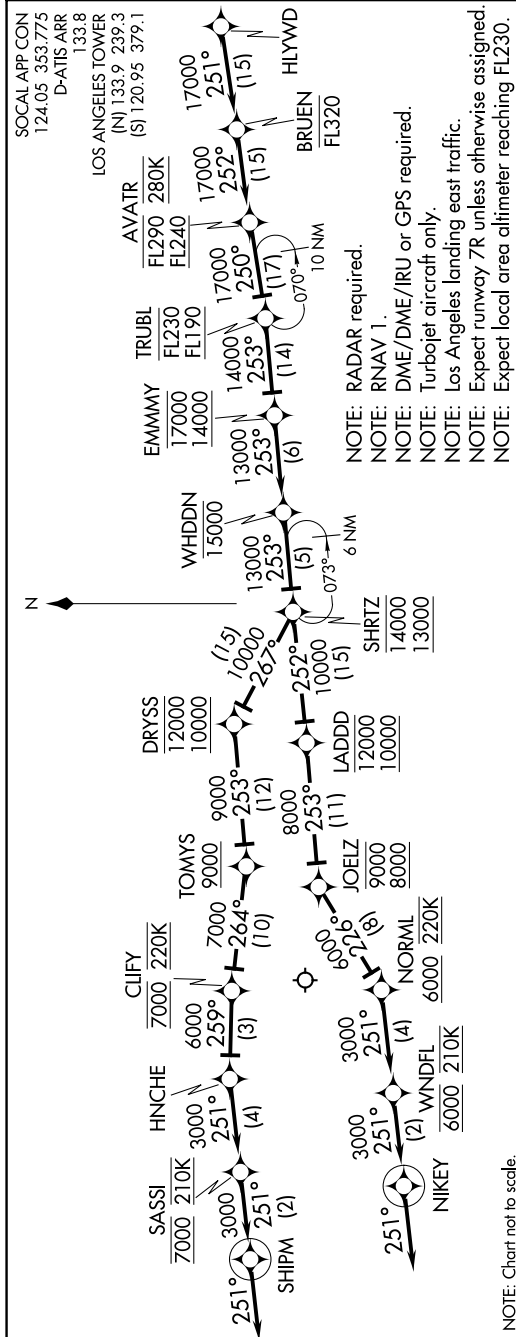 SOCAL APP CON
124.05 353.775
D-ATIS ARR
133.8
LOS ANGELES TOWER
(N) 133.9 239.3
(S) 120.95 379.1
N
HLYWD
17000
251°
(15)
BRUEN
FL320
17000
252°
(15)
AVATR
FL290 280K
FL240
17000
250°
(17)
070°
10 NM
TRUBL
FL230
FL190
14000
253°
(14)
EMMMY
17000
14000
13000
253°
(6)
WHDDN
15000
13000
253°
(5)
073°
6 NM
SHRTZ
14000
13000
(15)
10000
267°
DRYSS
12000
10000
9000
253°
(12)
TOMYS
9000
7000
264°
(10)
CLIFY
7000 220K
6000
259°
(3)
HNCHE
3000
251°
(4)
SASSI
7000 210K
3000
251°
(2)
SHIPM
251°
252°
10000
(15)
LADDD
12000
10000
8000
253°
(11)
JOELZ
9000
8000
6000
226°
(8)
NORML
6000 220K
3000
251°
(4)
WNDFL
6000 210K
3000
251°
(2)
NIKEY
251°
NOTE: RADAR required.
NOTE: RNAV 1.
NOTE: DME/DME/IRU or GPS required.
NOTE: Turbojet aircraft only.
NOTE: Los Angeles landing east traffic.
NOTE: Expect runway 7R unless otherwise assigned.
NOTE: Expect local area altimeter reaching FL230.
NOTE: Chart not to scale.